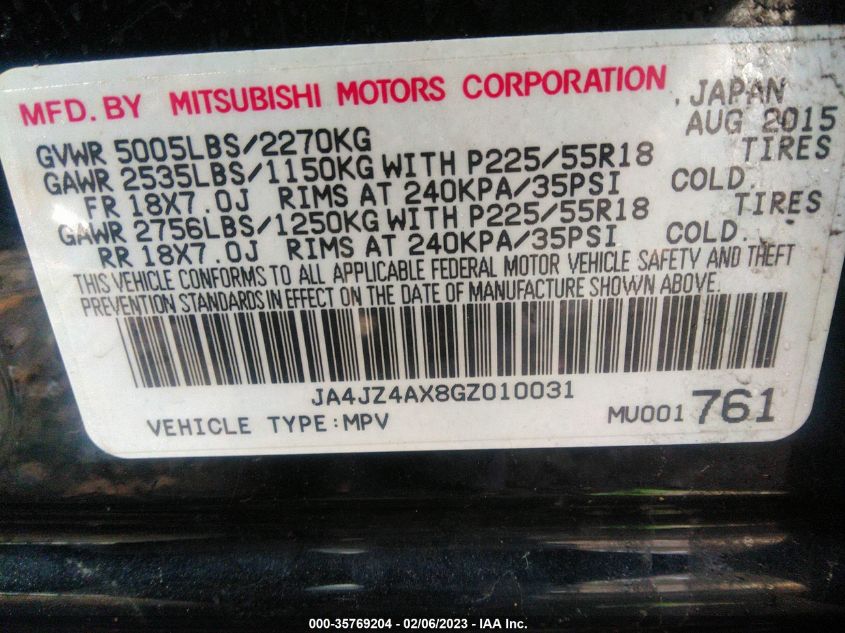 MFD. BY MITSUBISHI MOTORS CORPORATION , JAPAN
AUG 2015
GVWR 5005LBS/2270KG
GAWR 2535LBS/1150KG WITH P225/55R18 TIRES
FR 18X7.0J RIMS AT 240KPA/35PSI COLD.
GAWR 2756LBS/1250KG WITH P225/55R18 TIRES
RR 18X7.0J RIMS AT 240KPA/35PSI COLD.
THIS VEHICLE CONFORMS TO ALL APPLICABLE FEDERAL MOTOR VEHICLE SAFETY AND THEFT
PREVENTION STANDARDS IN EFFECT ON THE DATE OF MANUFACTURE SHOWN ABOVE.
JA4JZ4AX8GZ010031
VEHICLE TYPE:MPV MU001 761
000-35769204 - 02/06/2023 - IAA Inc.